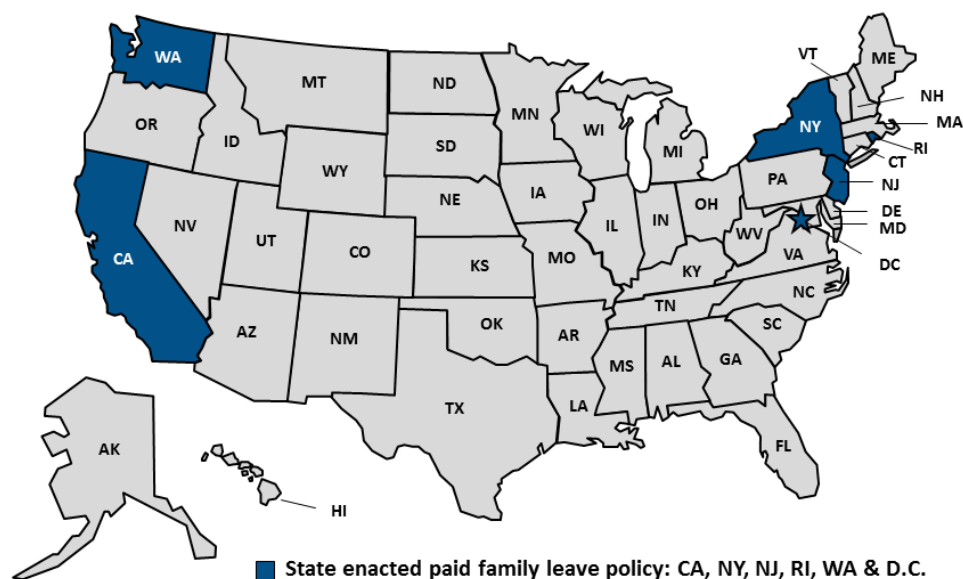 WA
MT
ND
MN
VT
ME
NH
MA
OR
ID
SD
WI
MI
NY
RI
CT
WY
IA
PA
NJ
NE
OH
DE
NV
UT
CO
IL
IN
WV
MD
CA
KS
MO
KY
VA
DC
NC
TN
AZ
NM
OK
AR
SC
MS
AL
GA
TX
LA
AK
FL
HI
State enacted paid family leave policy: CA, NY, NJ, RI, WA & D.C.